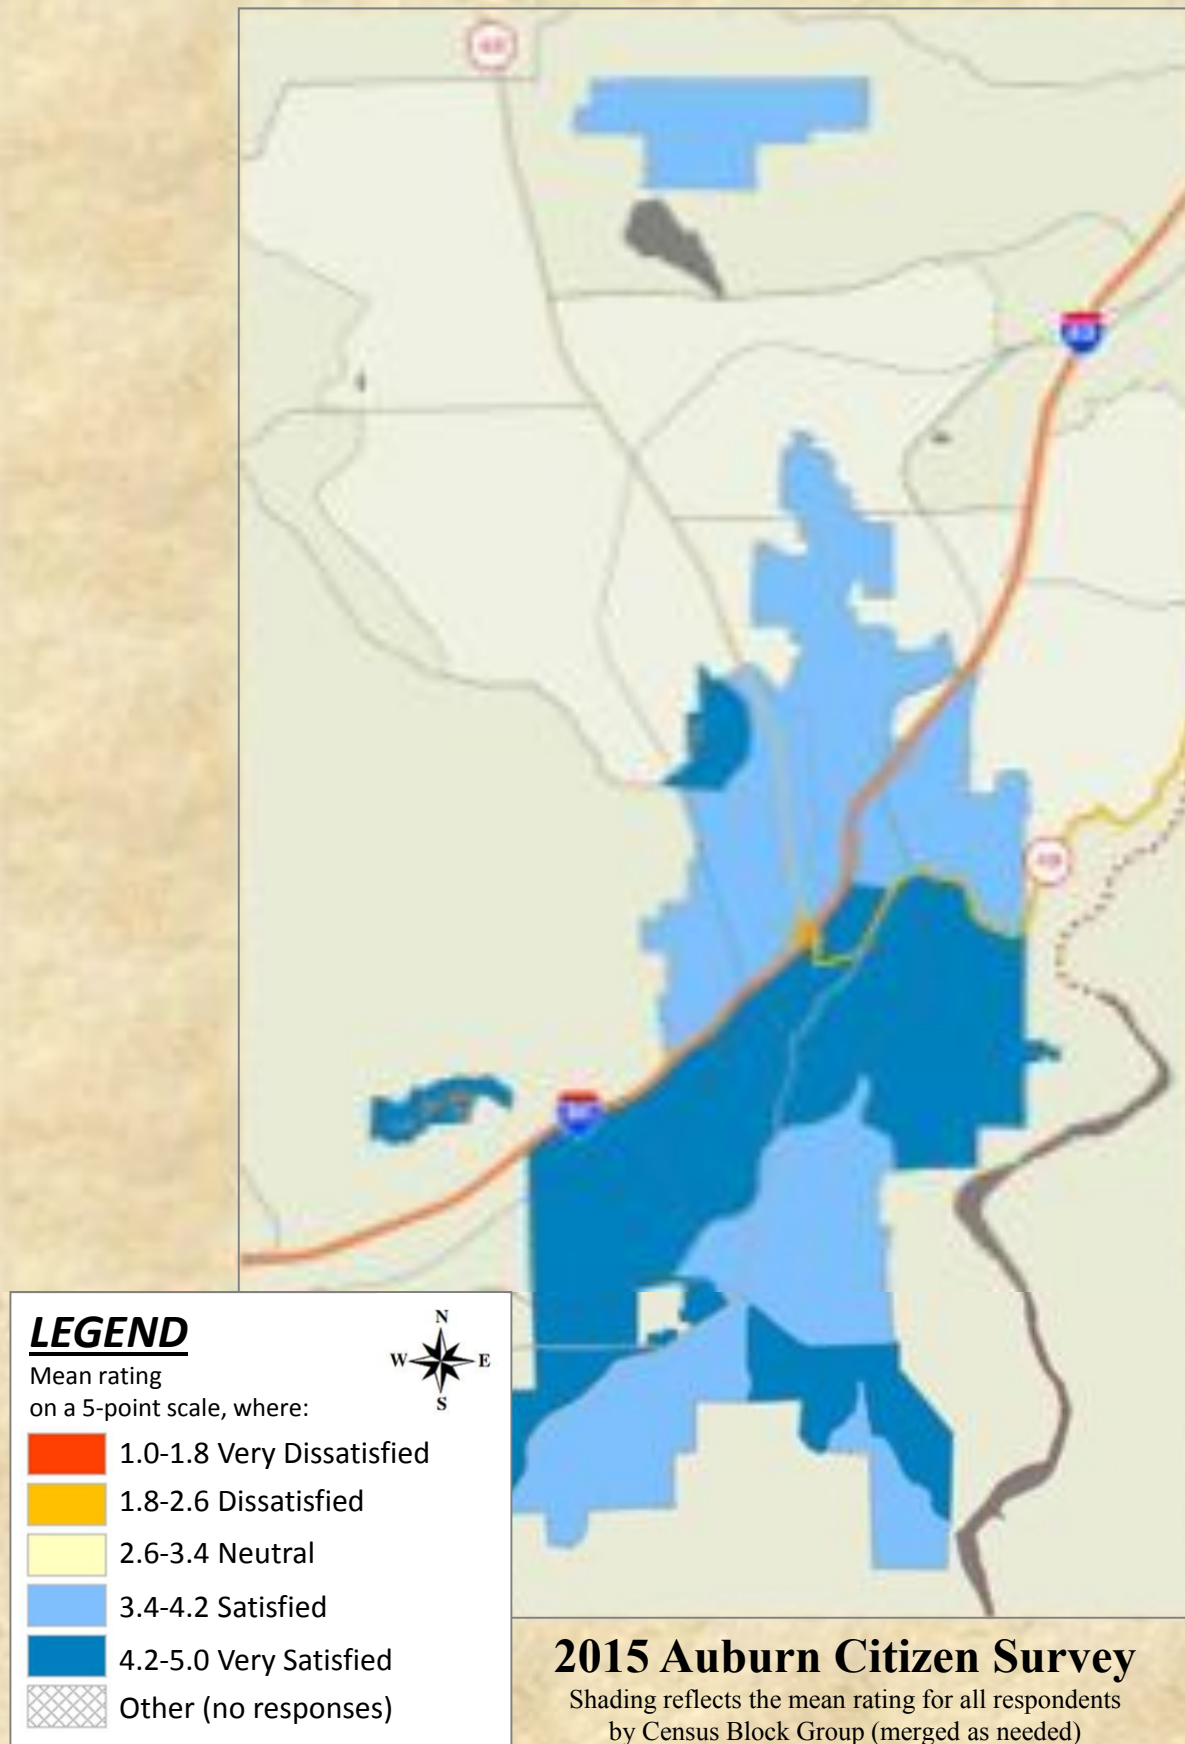 LEGEND
Mean rating
on a 5-point scale, where:
N
W
E
S
1.0-1.8 Very Dissatisfied
1.8-2.6 Dissatisfied
2.6-3.4 Neutral
3.4-4.2 Satisfied
4.2-5.0 Very Satisfied
Other (no responses)
2015 Auburn Citizen Survey
Shading reflects the mean rating for all respondents
by Census Block Group (merged as needed)